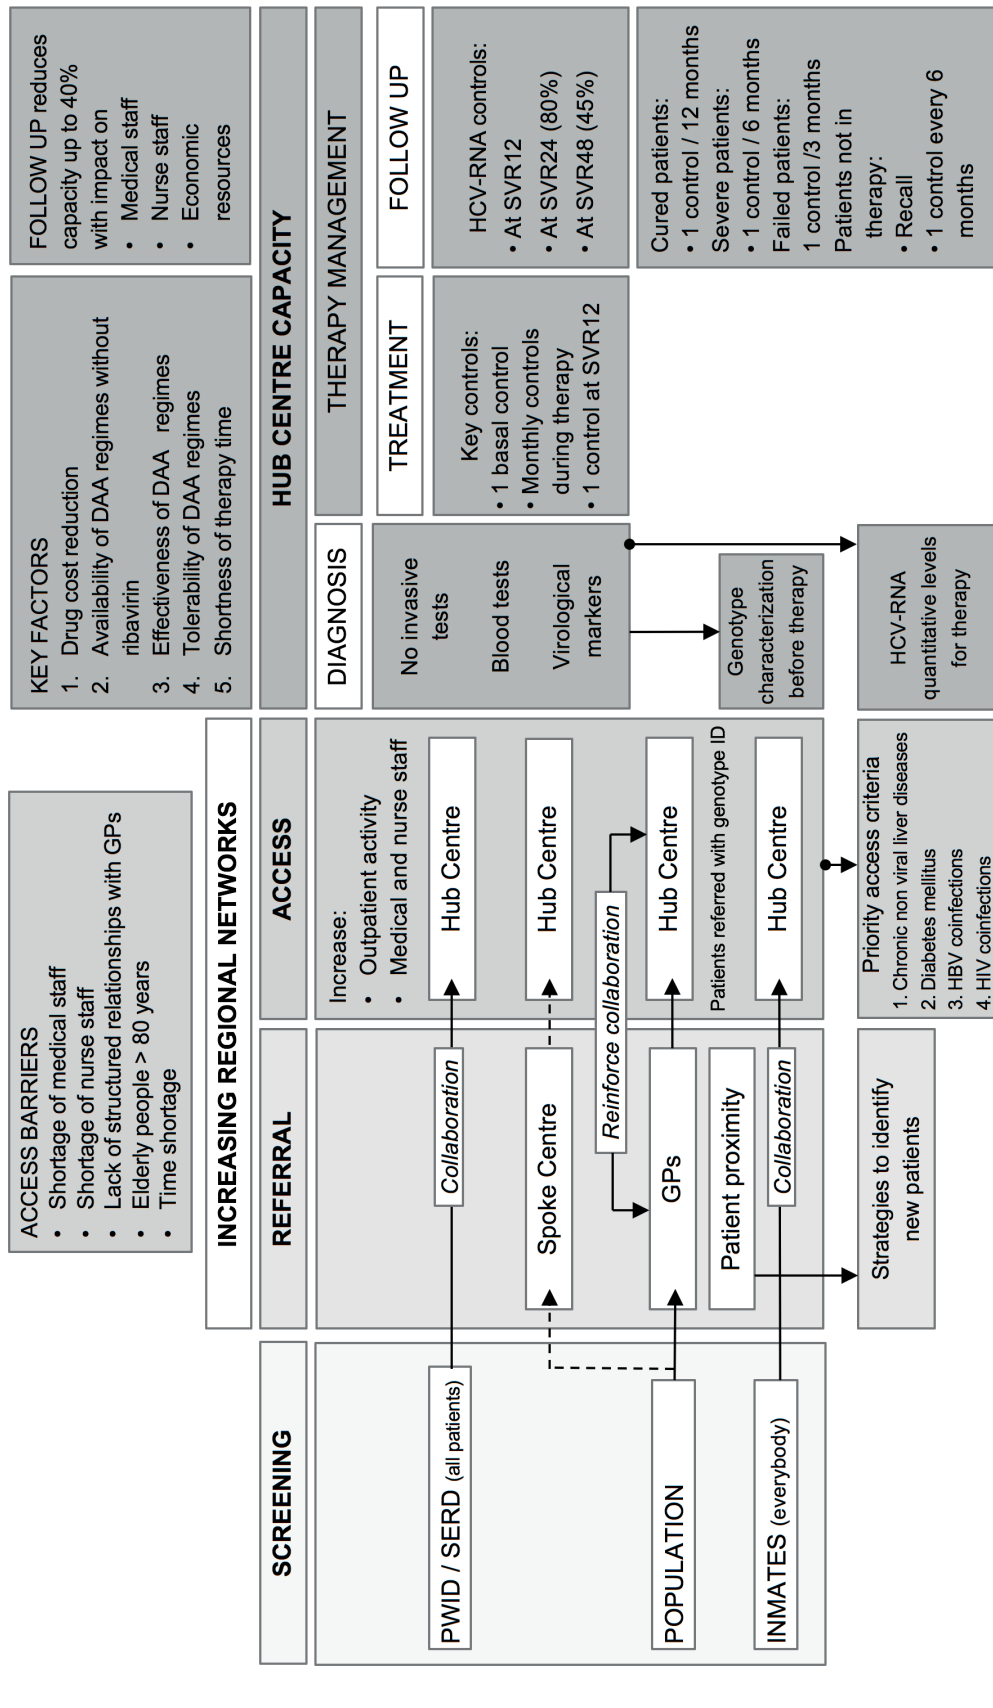 ACCESS BARRIERS
• Shortage of medical staff
• Shortage of nurse staff
• Lack of structured relationships with GPs
• Elderly people > 80 years
• Time shortage
KEY FACTORS
1. Drug cost reduction
2. Availability of DAA regimes without
ribavirin
3. Effectiveness of DAA regimes
4. Tolerability of DAA regimes
5. Shortness of therapy time
FOLLOW UP reduces
capacity up to 40%
with impact on
• Medical staff
• Nurse staff
• Economic
resources
INCREASING REGIONAL NETWORKS
HUB CENTRE CAPACITY
SCREENING
REFERRAL
ACCESS
DIAGNOSIS
THERAPY MANAGEMENT
TREATMENT
FOLLOW UP
PWID / SERD (all patients)
POPULATION
INMATES (everybody)
Collaboration
Spoke Centre
Reinforce collaboration
GPs
Patient proximity
Collaboration
Strategies to identify
new patients
Increase:
• Outpatient activity
• Medical and nurse staff
Hub Centre
Hub Centre
Hub Centre
Patients referred with genotype ID
Hub Centre
Priority access criteria
1. Chronic non viral liver diseases
2. Diabetes mellitus
3. HBV coinfections
4. HIV coinfections
No invasive
tests
Blood tests
Virological
markers
Genotype
characterization
before therapy
HCV-RNA
quantitative levels
for therapy
Key controls:
• 1 basal control
• Monthly controls
during therapy
• 1 control at SVR12
HCV-RNA controls:
• At SVR12
• At SVR24 (80%)
• At SVR48 (45%)
Cured patients:
• 1 control / 12 months
Severe patients:
• 1 control / 6 months
Failed patients:
1 control /3 months
Patients not in
therapy:
• Recall
• 1 control every 6
months